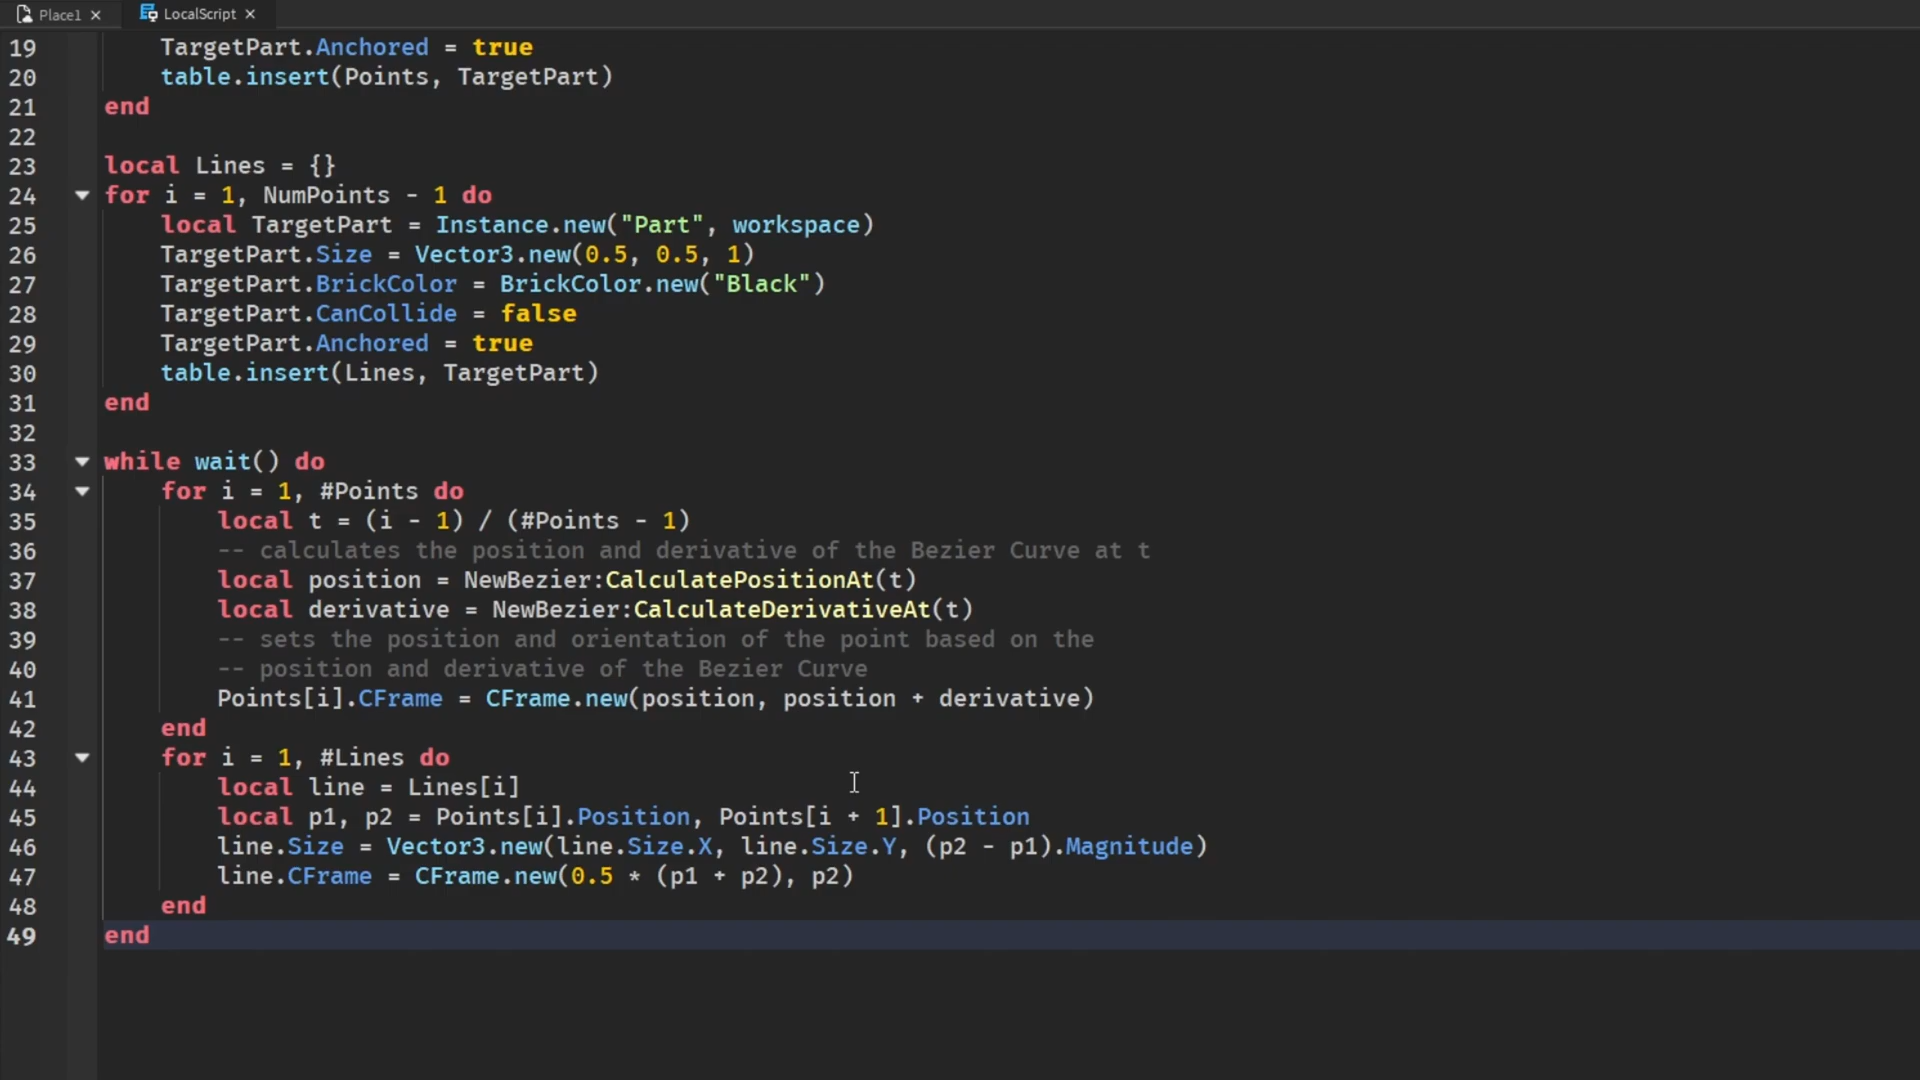 Place1 × LocalScript ×
19 TargetPart.Anchored = true
20 table.insert(Points, TargetPart)
21 end
22
23 local Lines = {}
24 for i = 1, NumPoints - 1 do
25 local TargetPart = Instance.new("Part", workspace)
26 TargetPart.Size = Vector3.new(0.5, 0.5, 1)
27 TargetPart.BrickColor = BrickColor.new("Black")
28 TargetPart.CanCollide = false
29 TargetPart.Anchored = true
30 table.insert(Lines, TargetPart)
31 end
32
33 while wait() do
34 for i = 1, #Points do
35 local t = (i - 1) / (#Points - 1)
36 -- calculates the position and derivative of the Bezier Curve at t
37 local position = NewBezier:CalculatePositionAt(t)
38 local derivative = NewBezier:CalculateDerivativeAt(t)
39 -- sets the position and orientation of the point based on the
40 -- position and derivative of the Bezier Curve
41 Points[i].CFrame = CFrame.new(position, position + derivative)
42 end
43 for i = 1, #Lines do
44 local line = Lines[i]
45 local p1, p2 = Points[i].Position, Points[i + 1].Position
46 line.Size = Vector3.new(line.Size.X, line.Size.Y, (p2 - p1).Magnitude)
47 line.CFrame = CFrame.new(0.5 * (p1 + p2), p2)
48 end
49 end